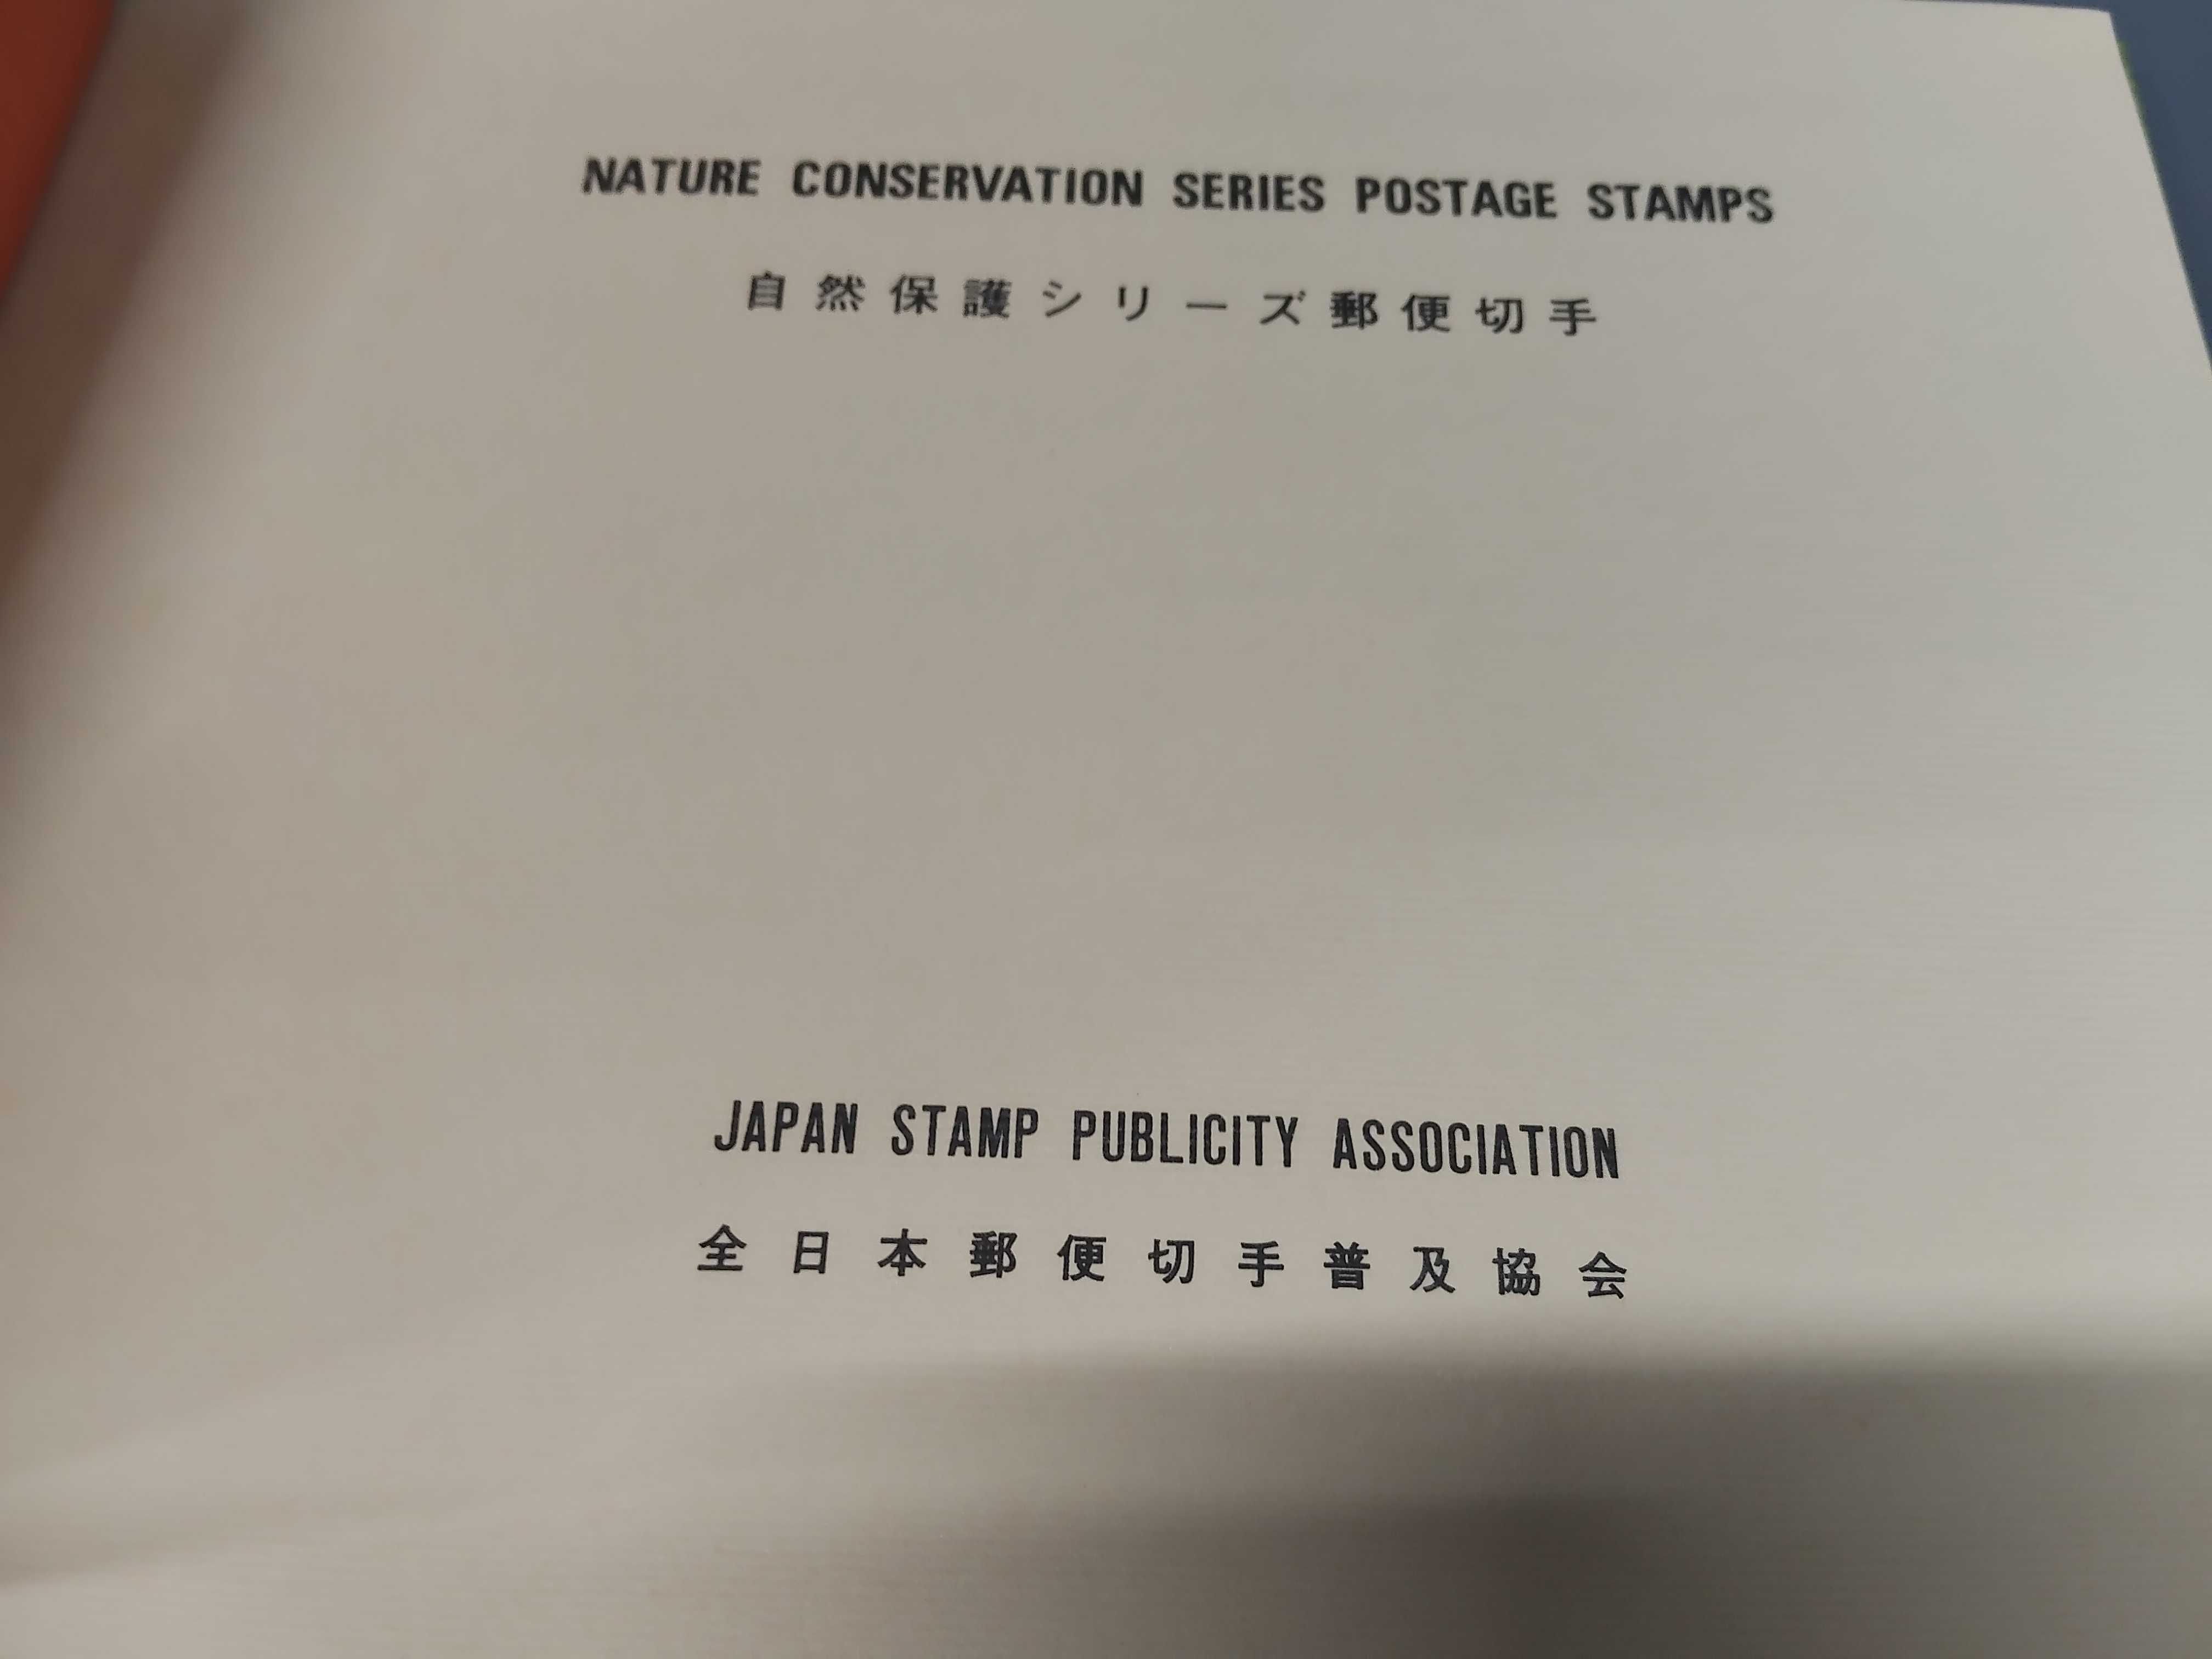 NATURE CONSERVATION SERIES POSTAGE STAMPS
自然保護シリーズ郵便切手
JAPAN STAMP PUBLICITY ASSOCIATION
全日本郵便切手普及協会